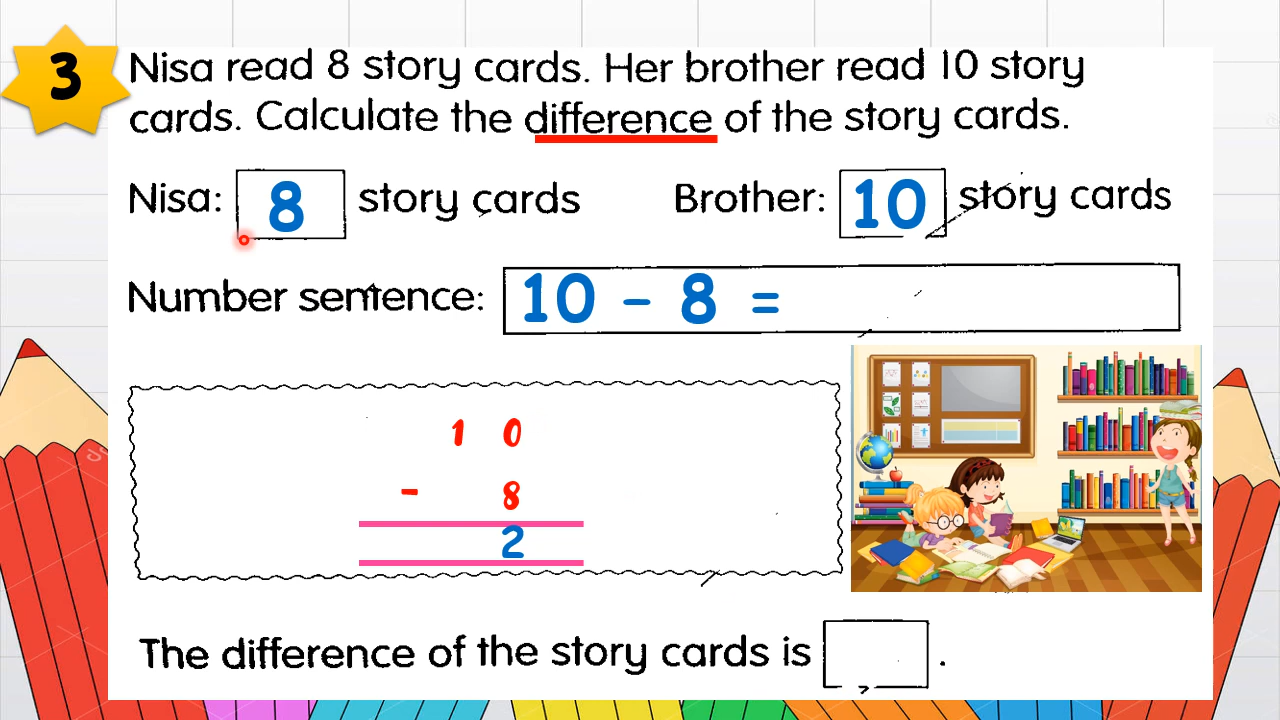 3
Nisa read 8 story cards. Her brother read 10 story
cards. Calculate the difference of the story cards.
Nisa: 8 story cards Brother: 10 story cards
Number sentence: 10 - 8 =
1 0
- 8
2
The difference of the story cards is .